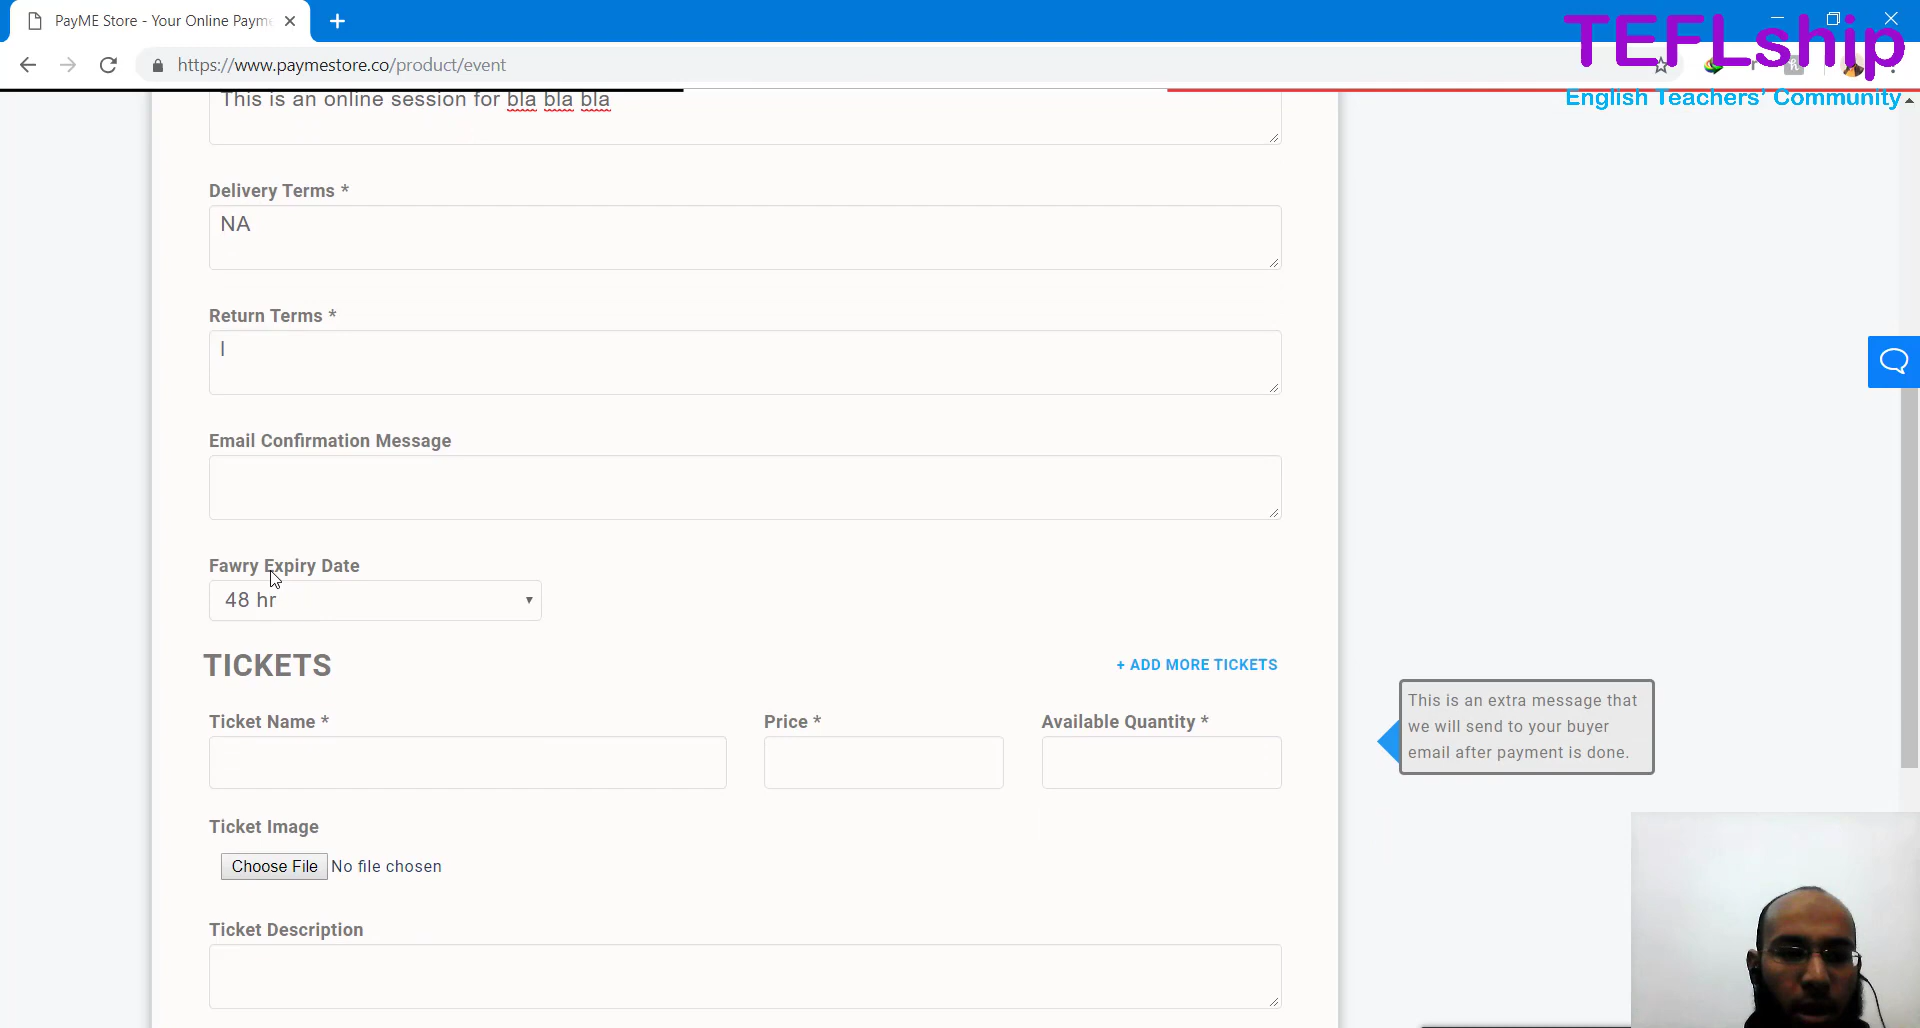 PayME Store - Your Online Payme
TEFLship
https://www.paymestore.co/product/event
English Teachers' Community
This is an online session for bla bla bla
Delivery Terms *
NA
Return Terms *
Email Confirmation Message
Fawry Expiry Date
48 hr
TICKETS
+ ADD MORE TICKETS
This is an extra message that
we will send to your buyer
email after payment is done.
Ticket Name *
Price *
Available Quantity *
Ticket Image
Choose File No file chosen
Ticket Description